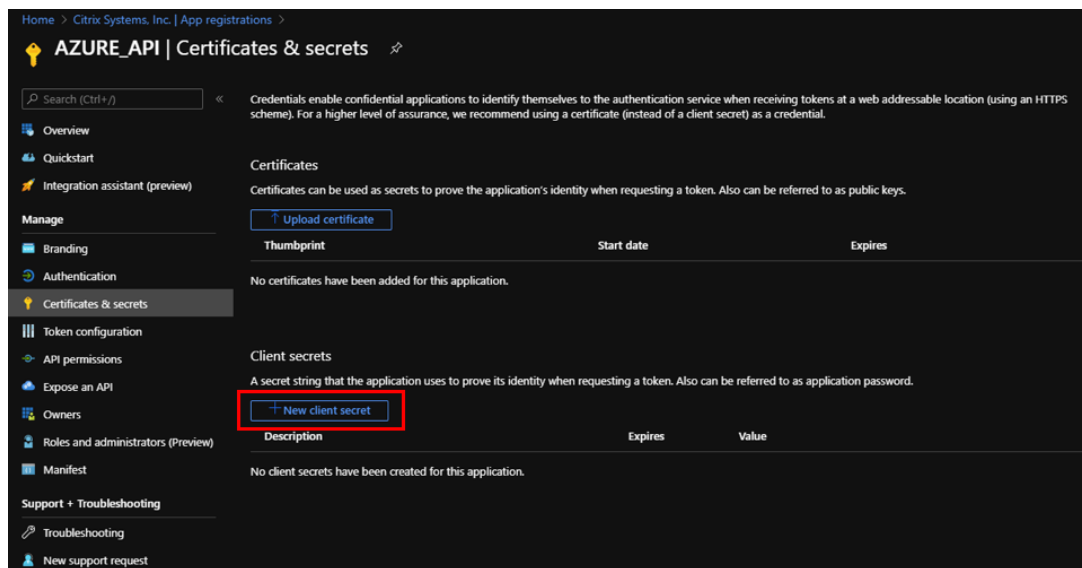 Home > Citrix Systems, Inc. | App registrations >
AZURE_API | Certificates & secrets
Search (Ctrl+/)
«
Overview
Quickstart
Integration assistant (preview)
Manage
Branding
Authentication
Certificates & secrets
Token configuration
API permissions
Expose an API
Owners
Roles and administrators (Preview)
Manifest
Support + Troubleshooting
Troubleshooting
New support request
Credentials enable confidential applications to identify themselves to the authentication service when receiving tokens at a web addressable location (using an HTTPS
scheme). For a higher level of assurance, we recommend using a certificate (instead of a client secret) as a credential.
Certificates
Certificates can be used as secrets to prove the application's identity when requesting a token. Also can be referred to as public keys.
Upload certificate
Thumbprint Start date Expires
No certificates have been added for this application.
Client secrets
A secret string that the application uses to prove its identity when requesting a token. Also can be referred to as application password.
+ New client secret
Description Expires Value
No client secrets have been created for this application.